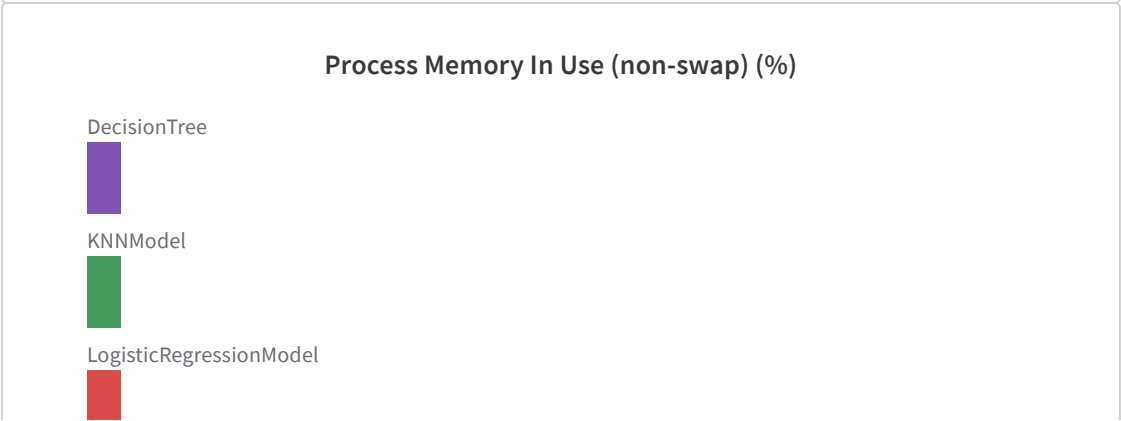 Process Memory In Use (non-swap) (%)
DecisionTree
KNNModel
LogisticRegressionModel